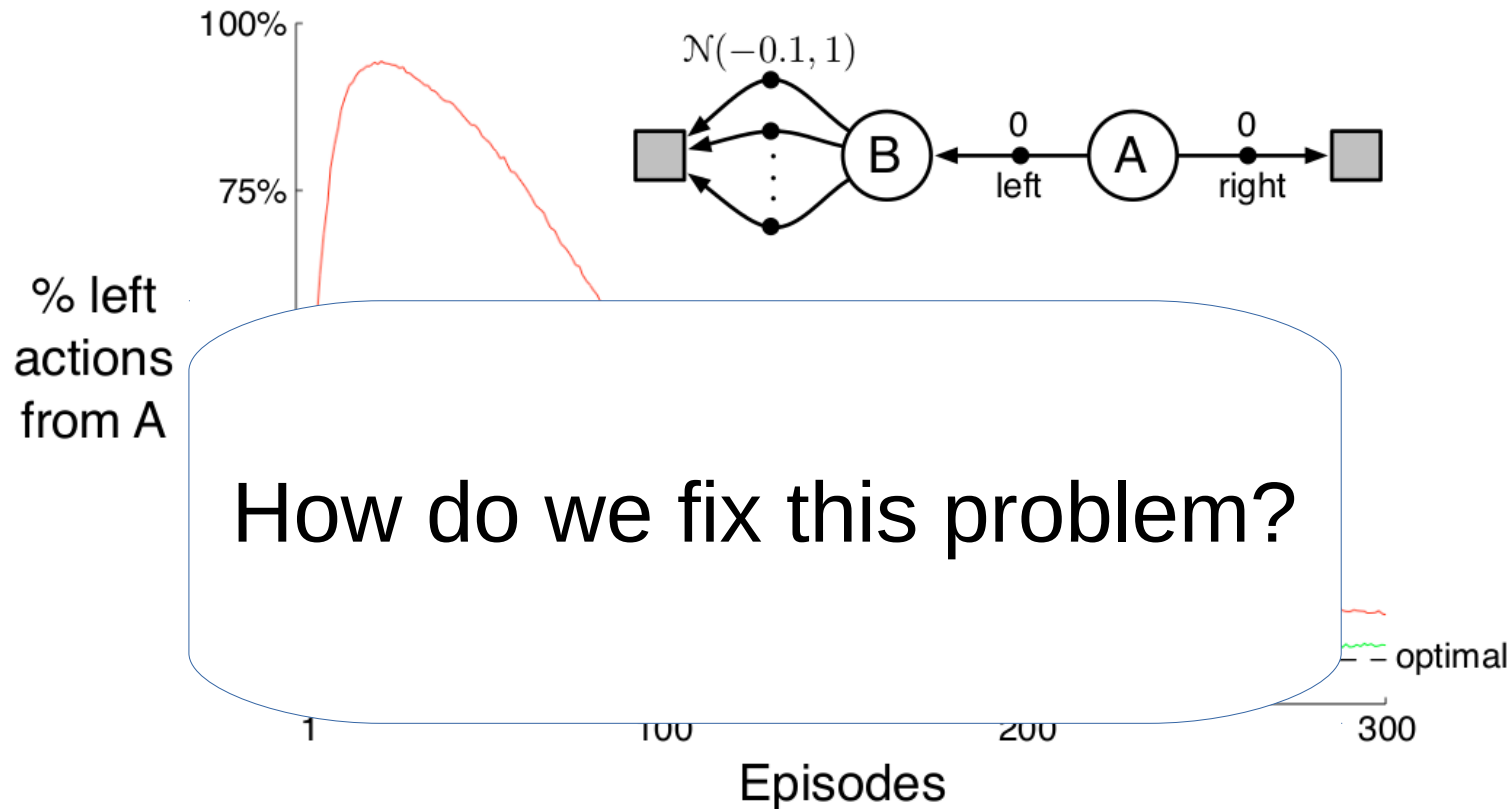 100%
75%
% left
actions
from A
N(−0.1, 1)
B
0
left
A
0
right
How do we fix this problem?
optimal
1
100
200
300
Episodes